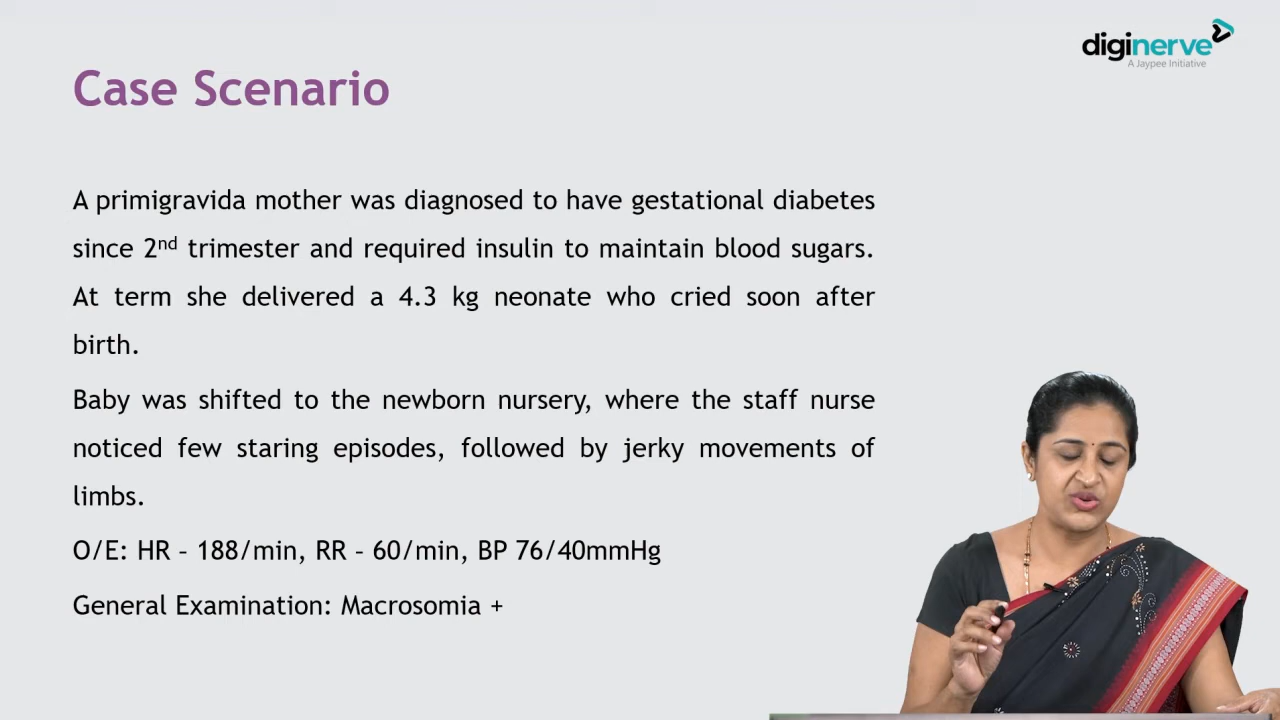 diginerve
A Jaypee Initiative
Case Scenario
A primigravida mother was diagnosed to have gestational diabetes
since 2nd trimester and required insulin to maintain blood sugars.
At term she delivered a 4.3 kg neonate who cried soon after
birth.
Baby was shifted to the newborn nursery, where the staff nurse
noticed few staring episodes, followed by jerky movements of
limbs.
O/E: HR – 188/min, RR – 60/min, BP 76/40mmHg
General Examination: Macrosomia +